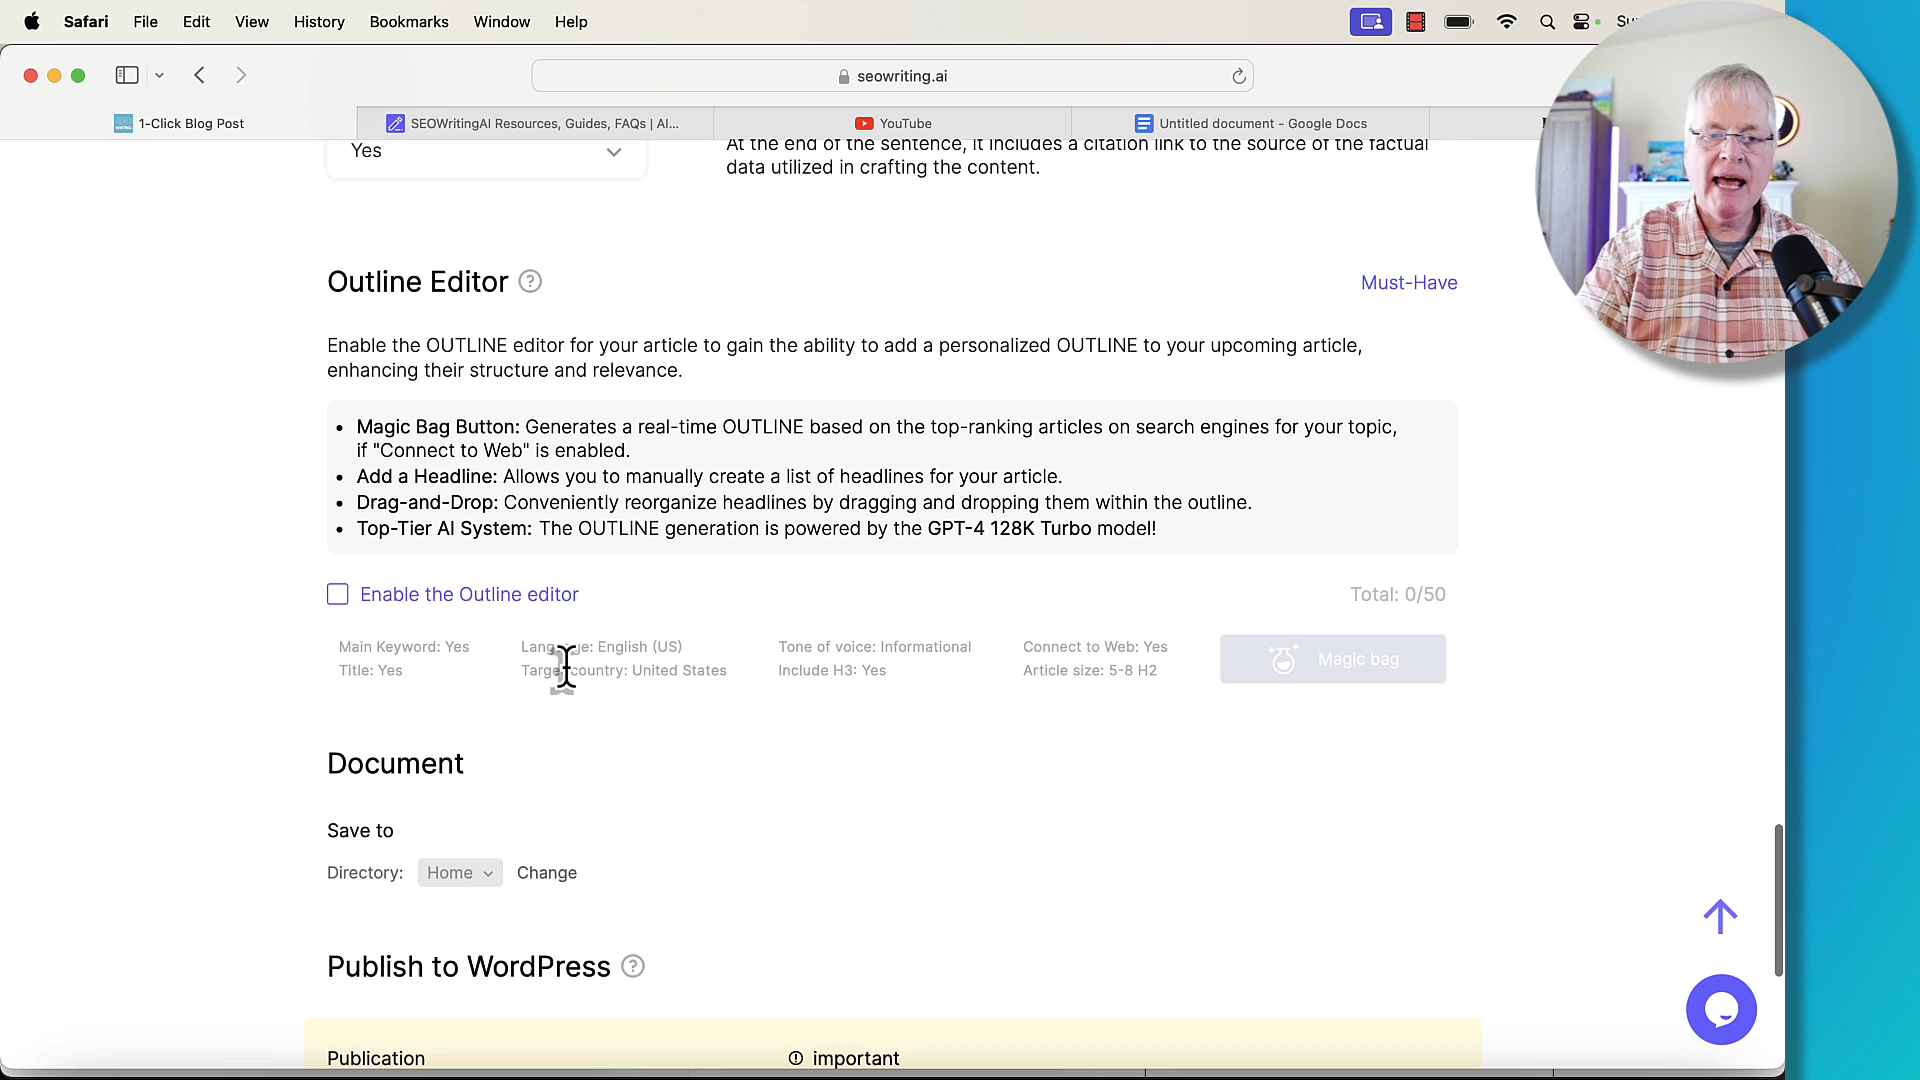 Safari File Edit View History Bookmarks Window Help
seowriting.ai
1-Click Blog Post
SEOWritingAI Resources, Guides, FAQs | AI...
YouTube
Untitled document - Google Docs
Yes
At the end of the sentence, it includes a citation link to the source of the factual
data utilized in crafting the content.
Outline Editor ?
Must-Have
Enable the OUTLINE editor for your article to gain the ability to add a personalized OUTLINE to your upcoming article,
enhancing their structure and relevance.
• Magic Bag Button: Generates a real-time OUTLINE based on the top-ranking articles on search engines for your topic,
if "Connect to Web" is enabled.
• Add a Headline: Allows you to manually create a list of headlines for your article.
• Drag-and-Drop: Conveniently reorganize headlines by dragging and dropping them within the outline.
• Top-Tier AI System: The OUTLINE generation is powered by the GPT-4 128K Turbo model!
Enable the Outline editor
Total: 0/50
Main Keyword: Yes
Title: Yes
English (US)
country: United States
Tone of voice: Informational
Include H3: Yes
Connect to Web: Yes
Article size: 5-8 H2
Magic bag
Document
Save to
Directory: Home Change
Publish to WordPress ?
Publication
important